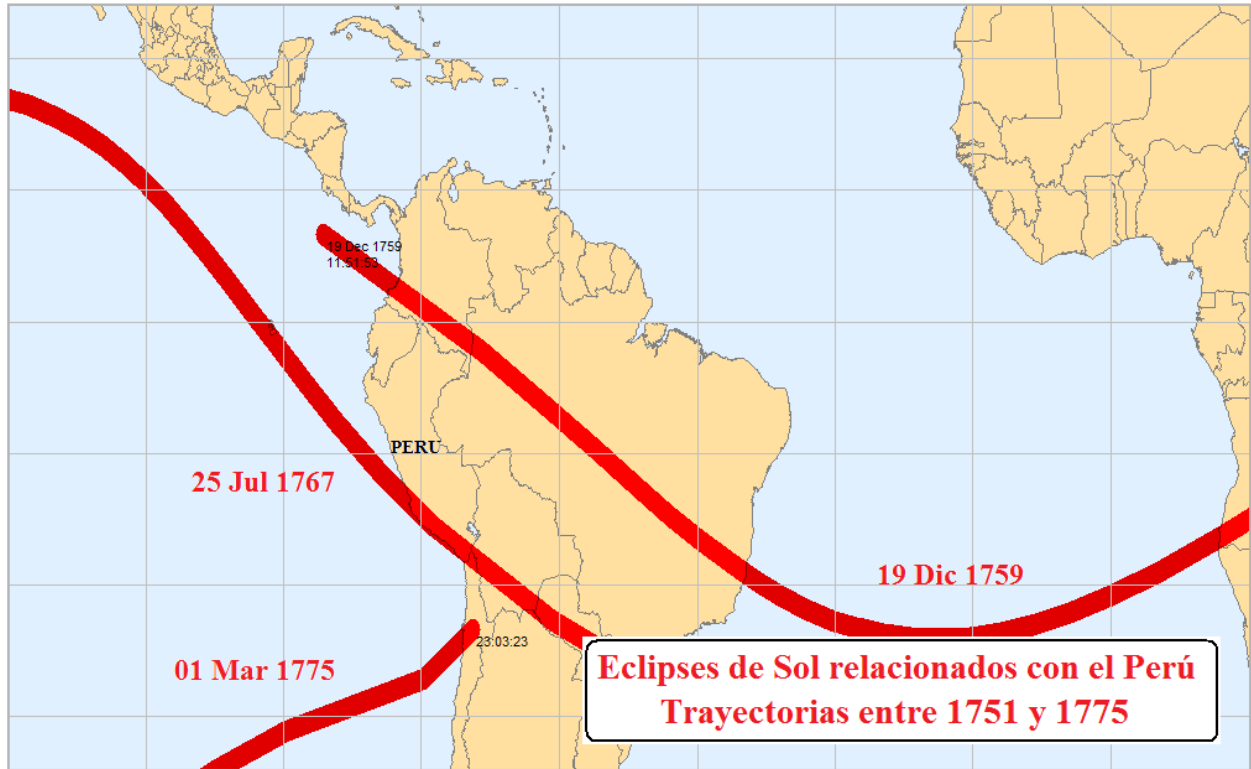 19 Dec 1759
11:51:53
PERU
25 Jul 1767
19 Dic 1759
23:03:23
01 Mar 1775
Eclipses de Sol relacionados con el Perú
Trayectorias entre 1751 y 1775